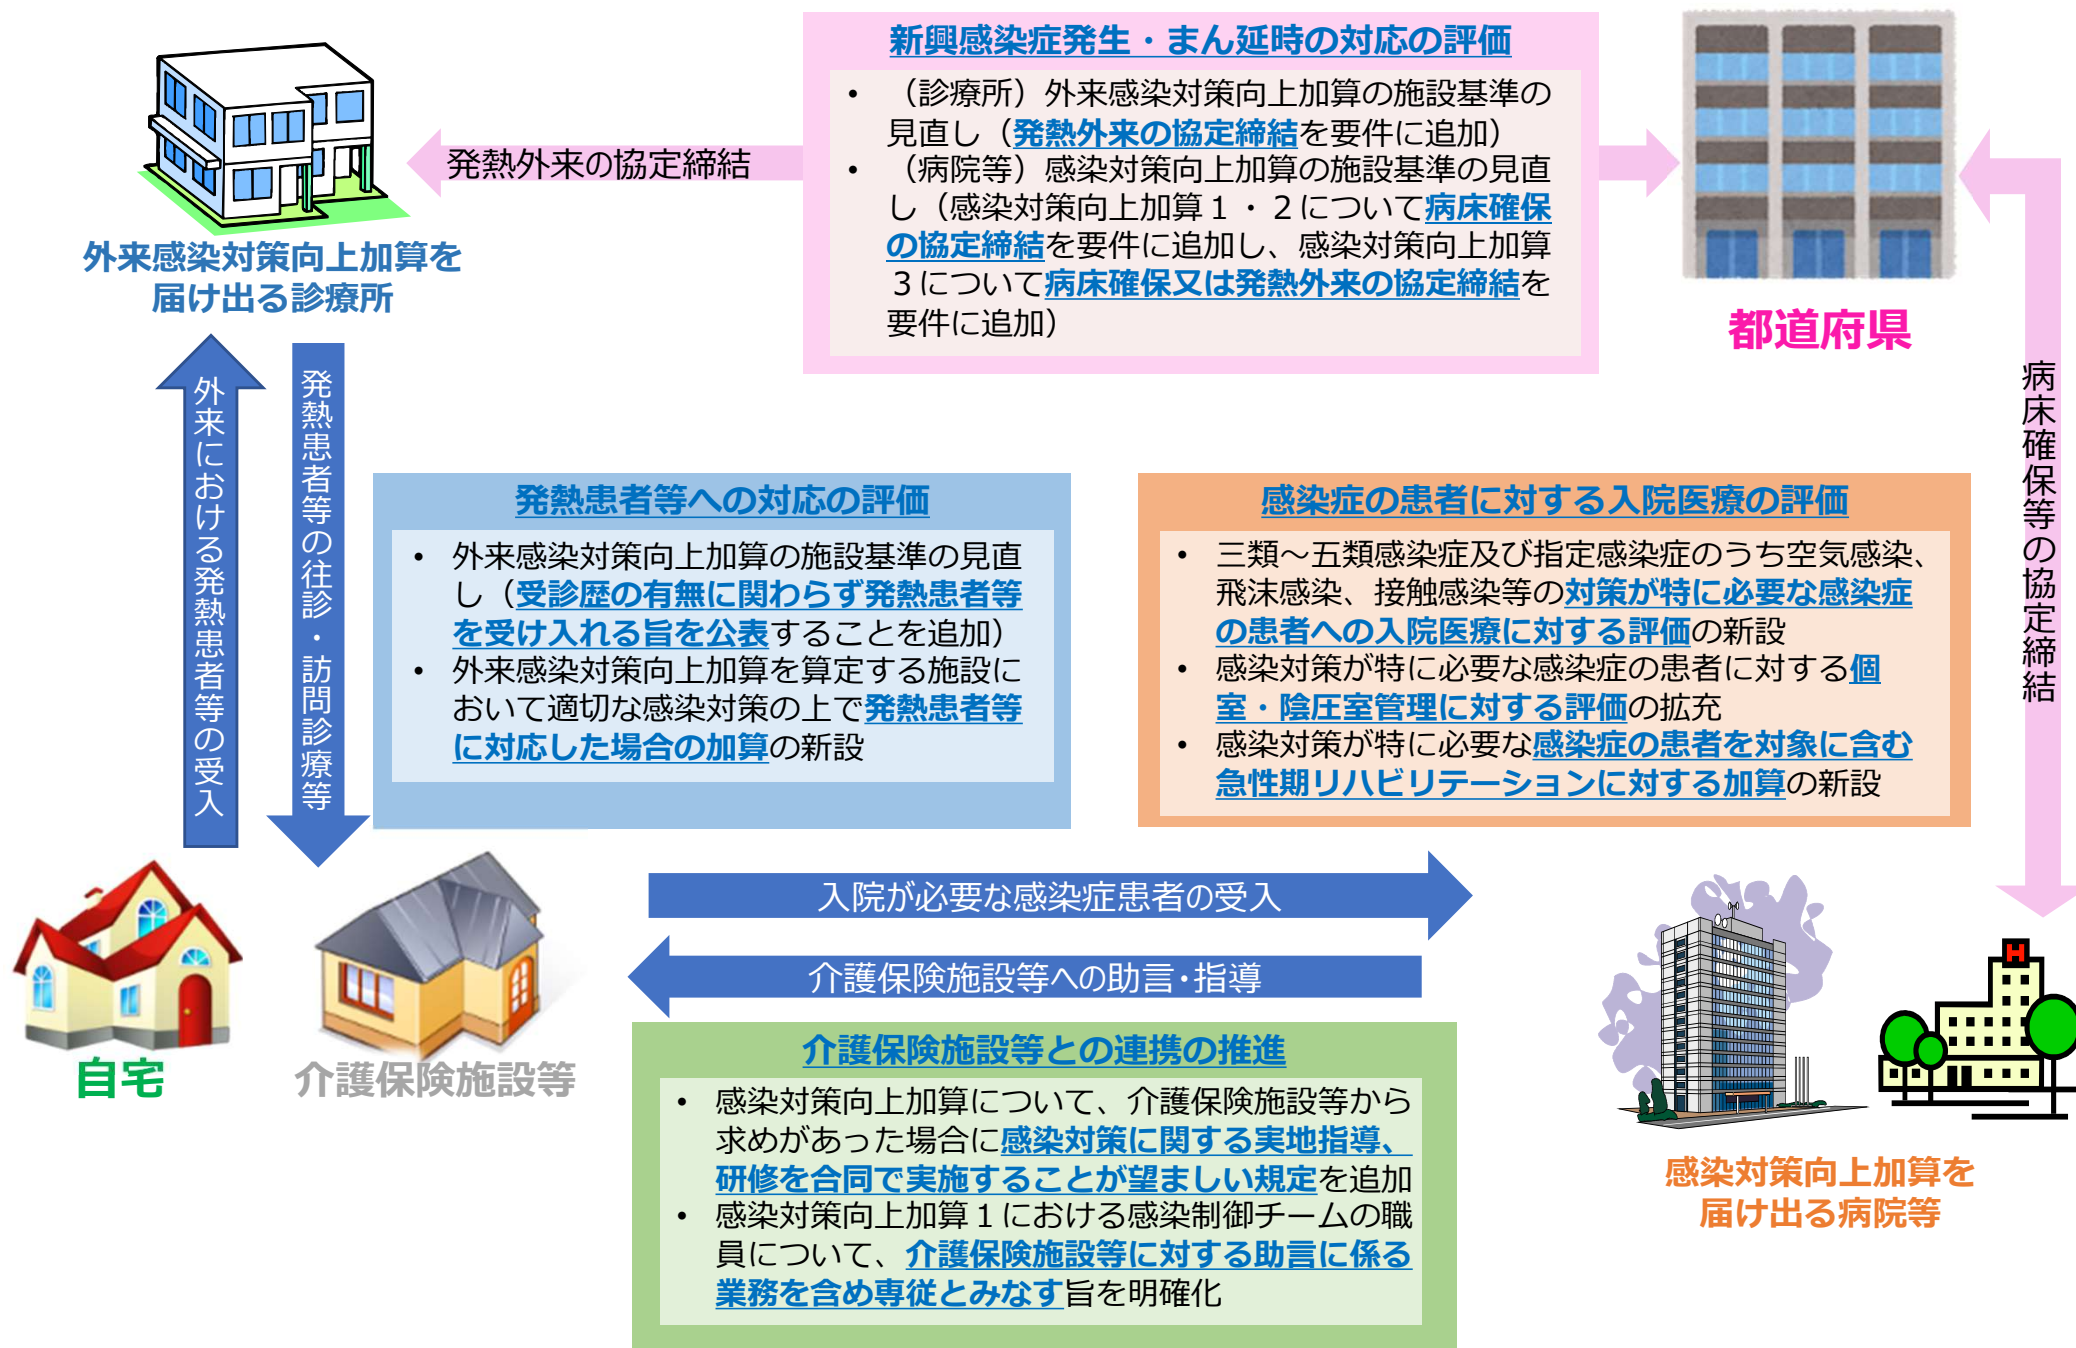 新興感染症発生・まん延時の対応の評価
• （診療所）外来感染対策向上加算の施設基準の
見直し（発熱外来の協定締結を要件に追加）
• （病院等）感染対策向上加算の施設基準の見直
し（感染対策向上加算１・２について病床確保
の協定締結を要件に追加し、感染対策向上加算
３について病床確保又は発熱外来の協定締結を
要件に追加）
発熱外来の協定締結
外来感染対策向上加算を
届け出る診療所
都道府県
病床確保等の協定締結
外来における発熱患者等の受入
発熱患者等の往診・訪問診療等
発熱患者等への対応の評価
• 外来感染対策向上加算の施設基準の見直
し（受診歴の有無に関わらず発熱患者等
を受け入れる旨を公表することを追加）
• 外来感染対策向上加算を算定する施設に
おいて適切な感染対策の上で発熱患者等
に対応した場合の加算の新設
感染症の患者に対する入院医療の評価
• 三類～五類感染症及び指定感染症のうち空気感染、
飛沫感染、接触感染等の対策が特に必要な感染症
の患者への入院医療に対する評価の新設
• 感染対策が特に必要な感染症の患者に対する個
室・陰圧室管理に対する評価の拡充
• 感染対策が特に必要な感染症の患者を対象に含む
急性期リハビリテーションに対する加算の新設
入院が必要な感染症患者の受入
介護保険施設等への助言・指導
自宅
介護保険施設等
介護保険施設等との連携の推進
• 感染対策向上加算について、介護保険施設等から
求めがあった場合に感染対策に関する実地指導、
研修を合同で実施することが望ましい規定を追加
• 感染対策向上加算１における感染制御チームの職
員について、介護保険施設等に対する助言に係る
業務を含め専従とみなす旨を明確化
H
感染対策向上加算を
届け出る病院等